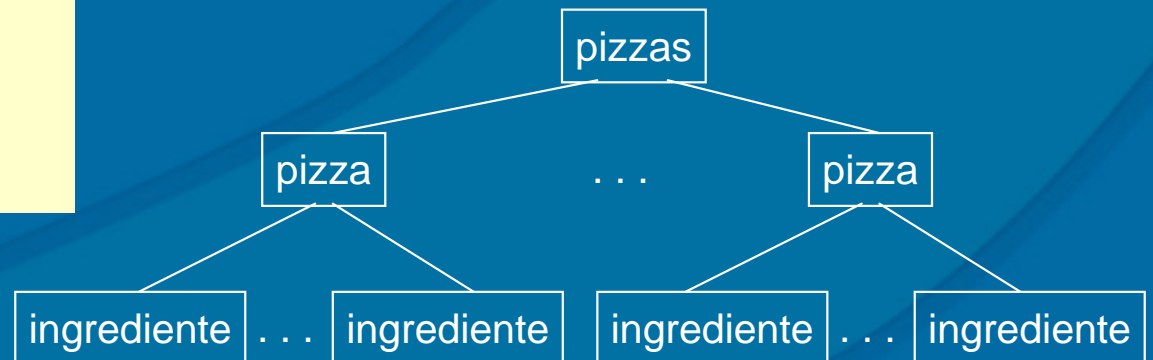 pizzas
pizza . . . pizza
ingrediente . . . ingrediente ingrediente . . . ingrediente